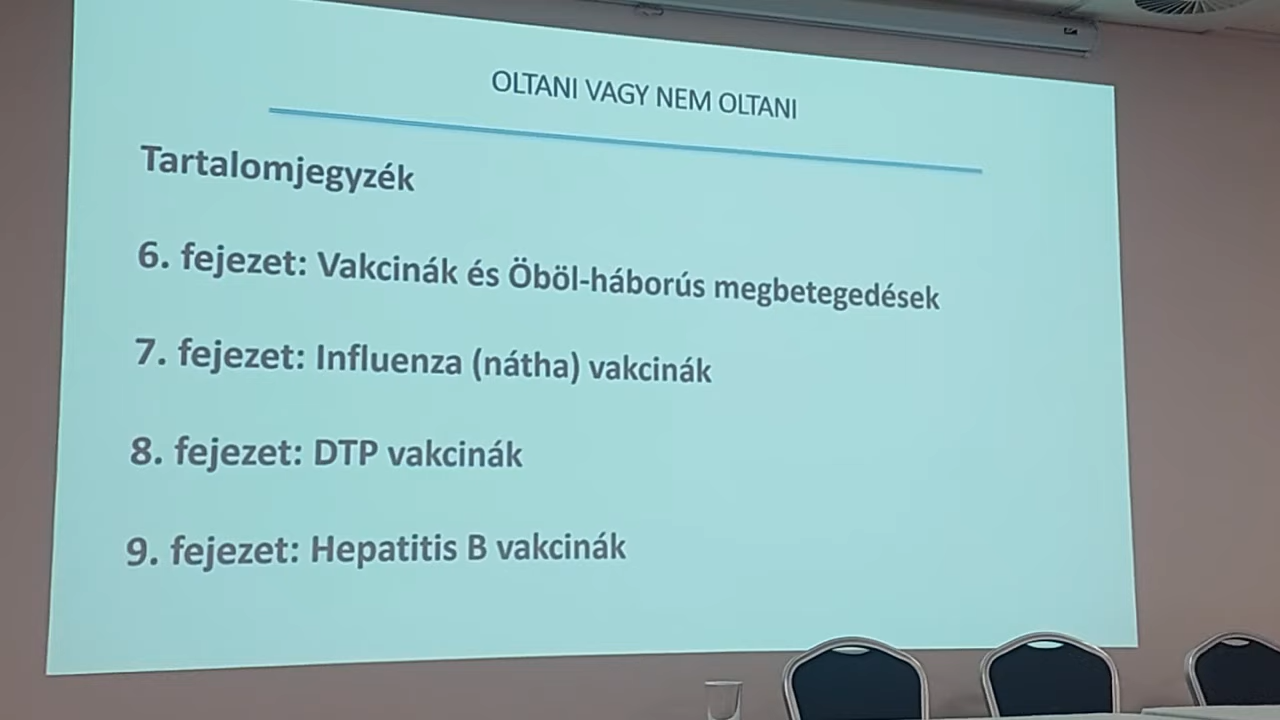 OLTANI VAGY NEM OLTANI
Tartalomjegyzék
6. fejezet: Vakcinák és Öböl-háborús megbetegedések
7. fejezet: Influenza (nátha) vakcinák
8. fejezet: DTP vakcinák
9. fejezet: Hepatitis B vakcinák